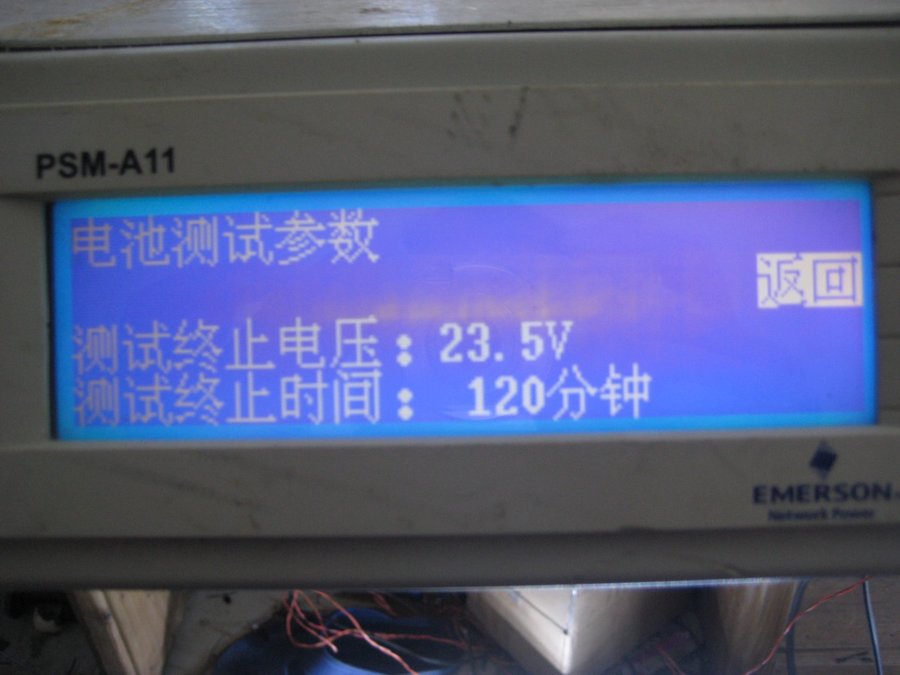 PSM-A11
电池测试参数
返回
测试终止电压：23.5V
测试终止时间： 120分钟
EMERSON
Network Power